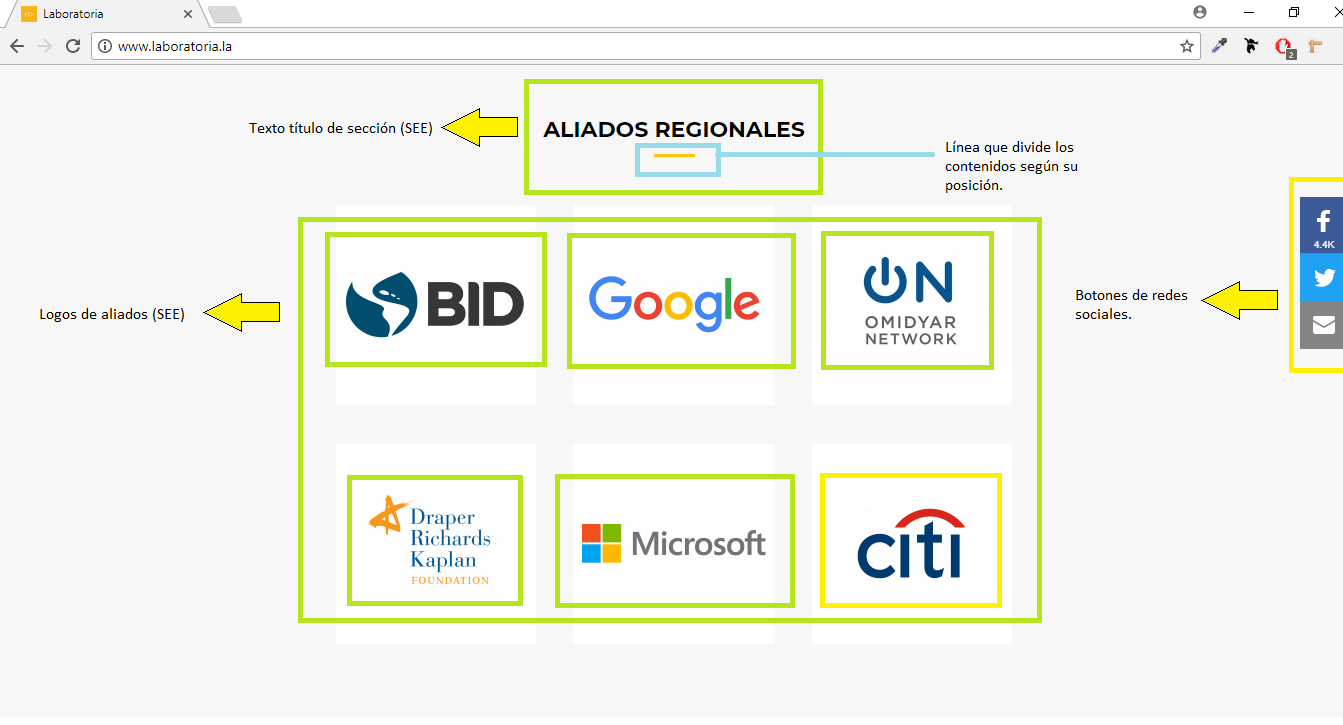 Laboratoria
www.laboratoria.la
2
Texto título de sección (SEE)
ALIADOS REGIONALES
Línea que divide los
contenidos según su
posición.
4.4K
Logos de aliados (SEE)
BID
Google
ON
OMIDYAR
NETWORK
Botones de redes
sociales.
Draper
Richards
Kaplan
FOUNDATION
Microsoft
citi